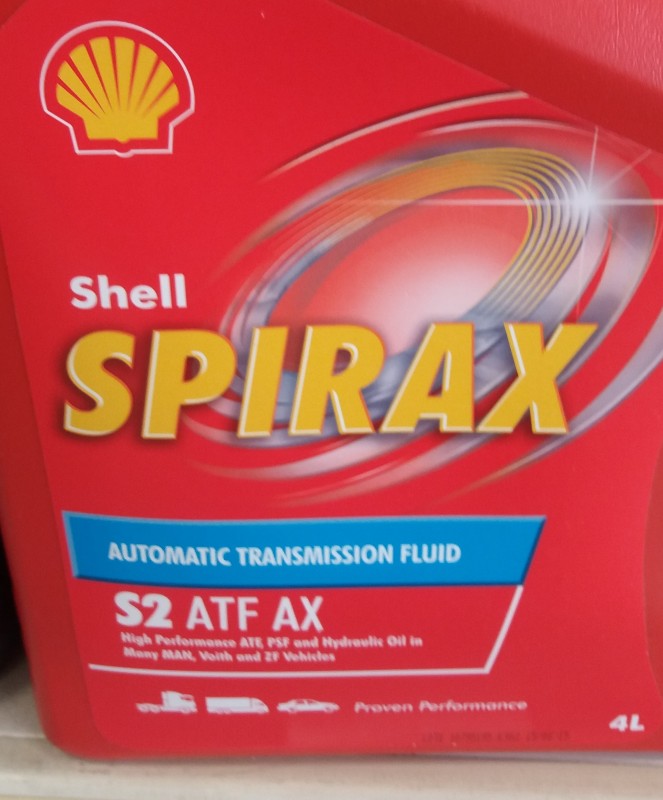 Shell
SPIRAX
AUTOMATIC TRANSMISSION FLUID
S2 ATF AX
High Performance ATF, PSF and Hydraulic Oil in
Many MAN, Voith and ZF Vehicles
Proven Performance
4L